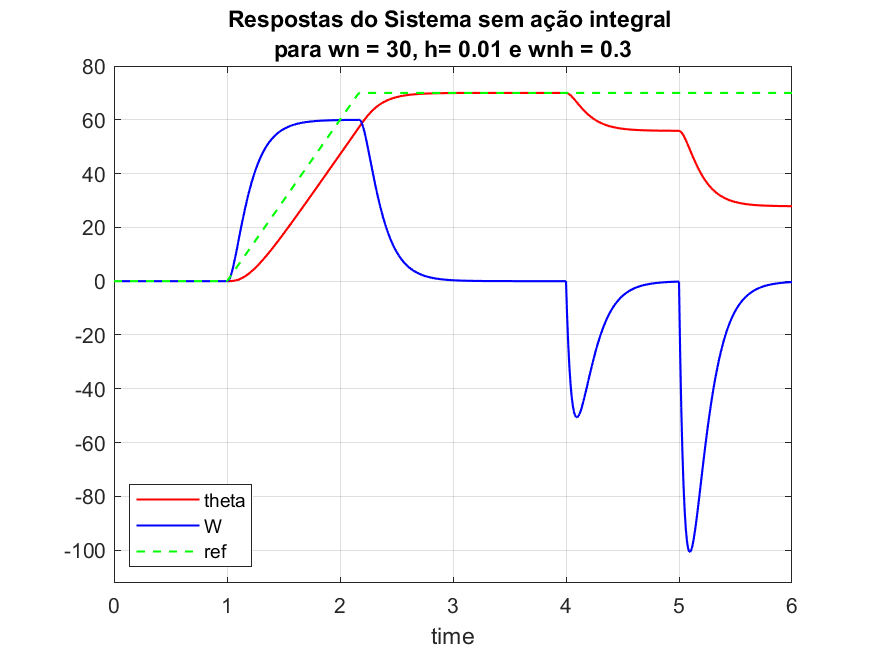 Respostas do Sistema sem ação integral
para wn = 30, h= 0.01 e wnh = 0.3
80
60
40
20
0
-20
-40
-60
-80
-100
theta
W
ref
0 1 2 3 4 5 6
time